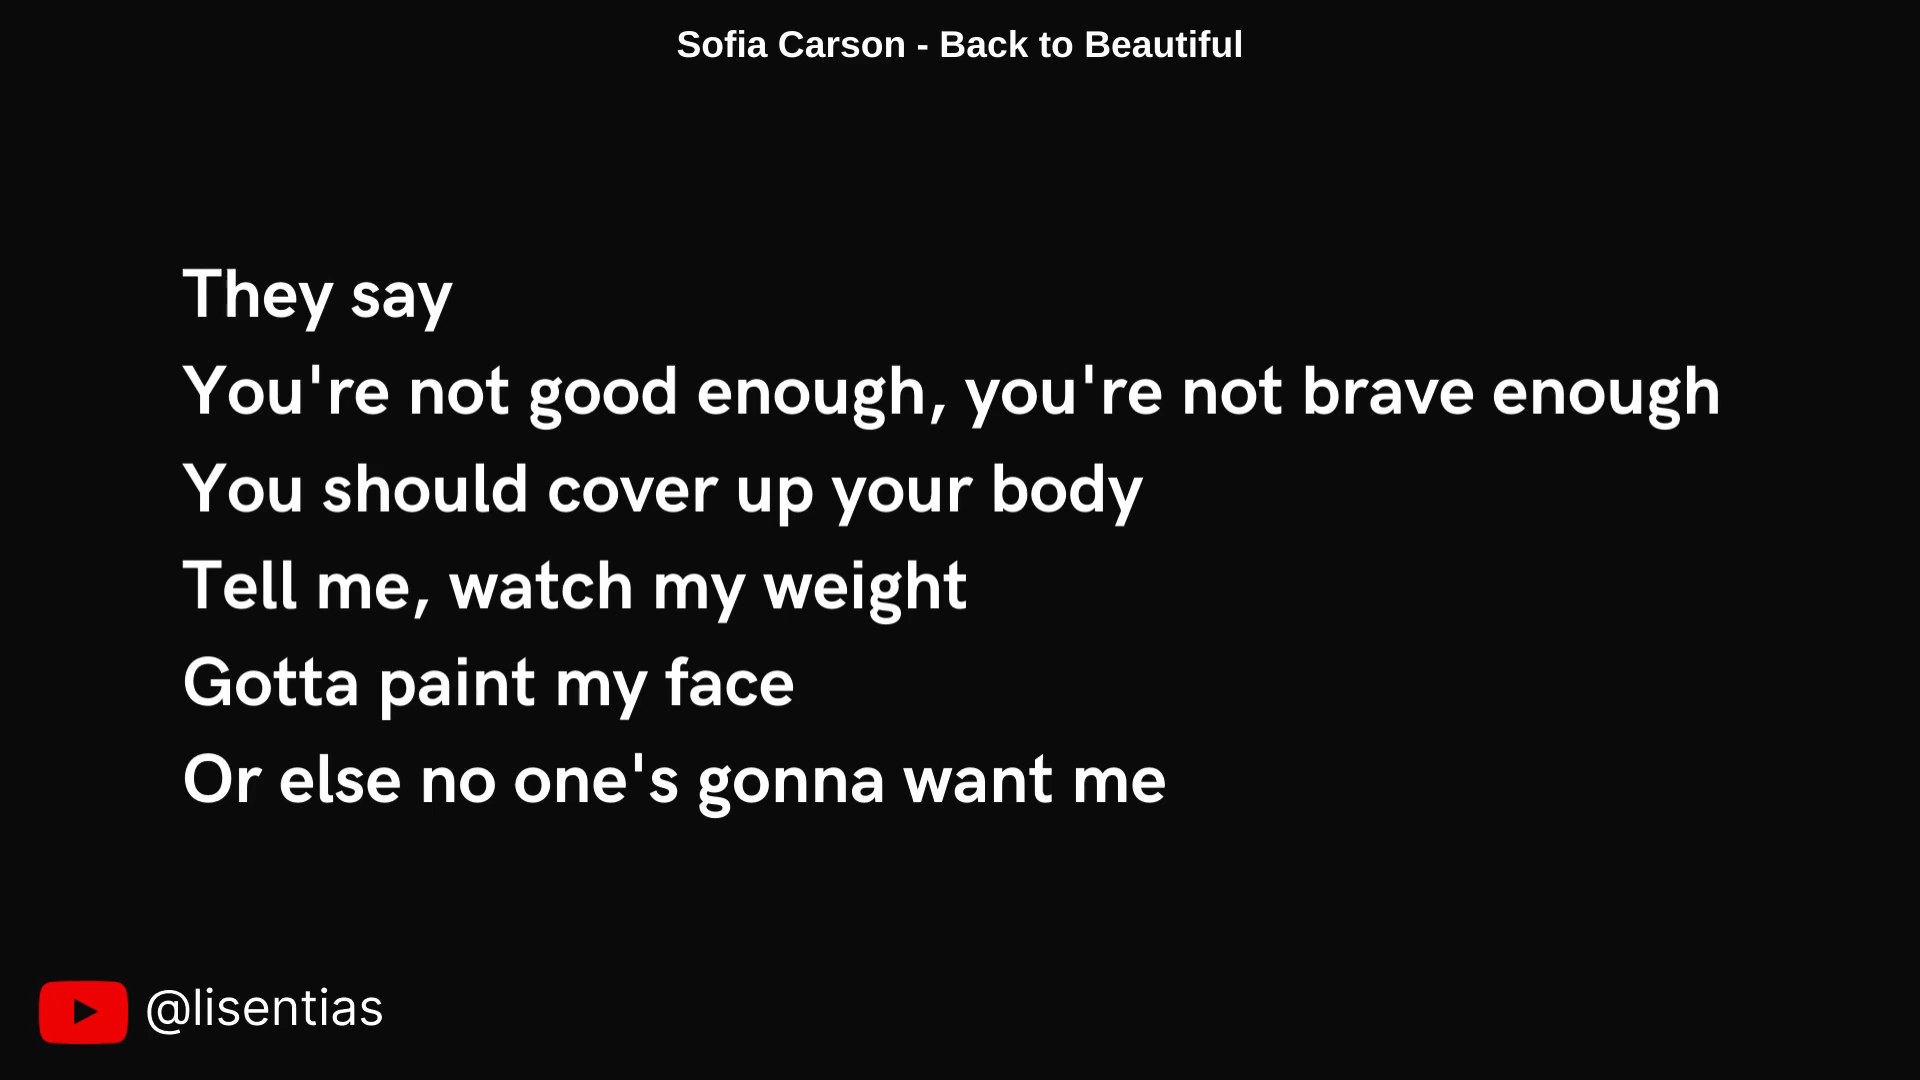 Sofia Carson - Back to Beautiful
They say
You're not good enough, you're not brave enough
You should cover up your body
Tell me, watch my weight
Gotta paint my face
Or else no one's gonna want me
@lisentias